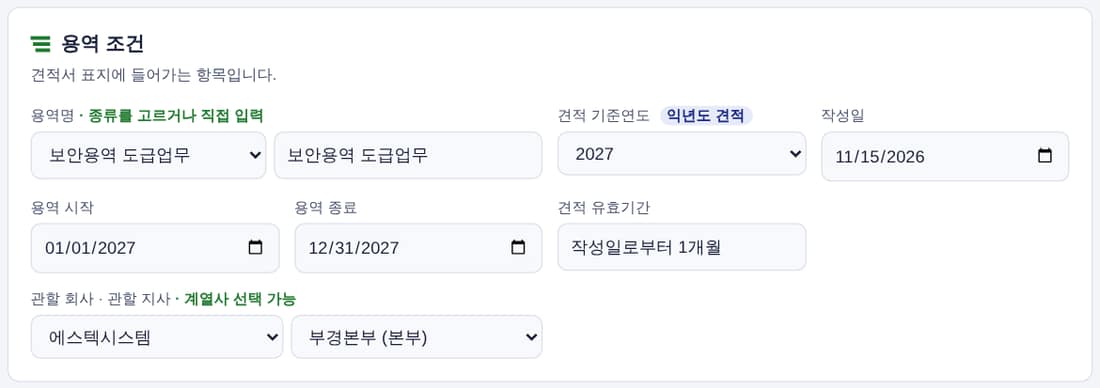 용역 조건
견적서 표지에 들어가는 항목입니다.
용역명 · 종류를 고르거나 직접 입력
견적 기준연도 익년도 견적
작성일
보안용역 도급업무
보안용역 도급업무
2027
11/15/2026
용역 시작
용역 종료
견적 유효기간
01/01/2027
12/31/2027
작성일로부터 1개월
관할 회사 · 관할 지사 · 계열사 선택 가능
에스텍시스템
부경본부 (본부)